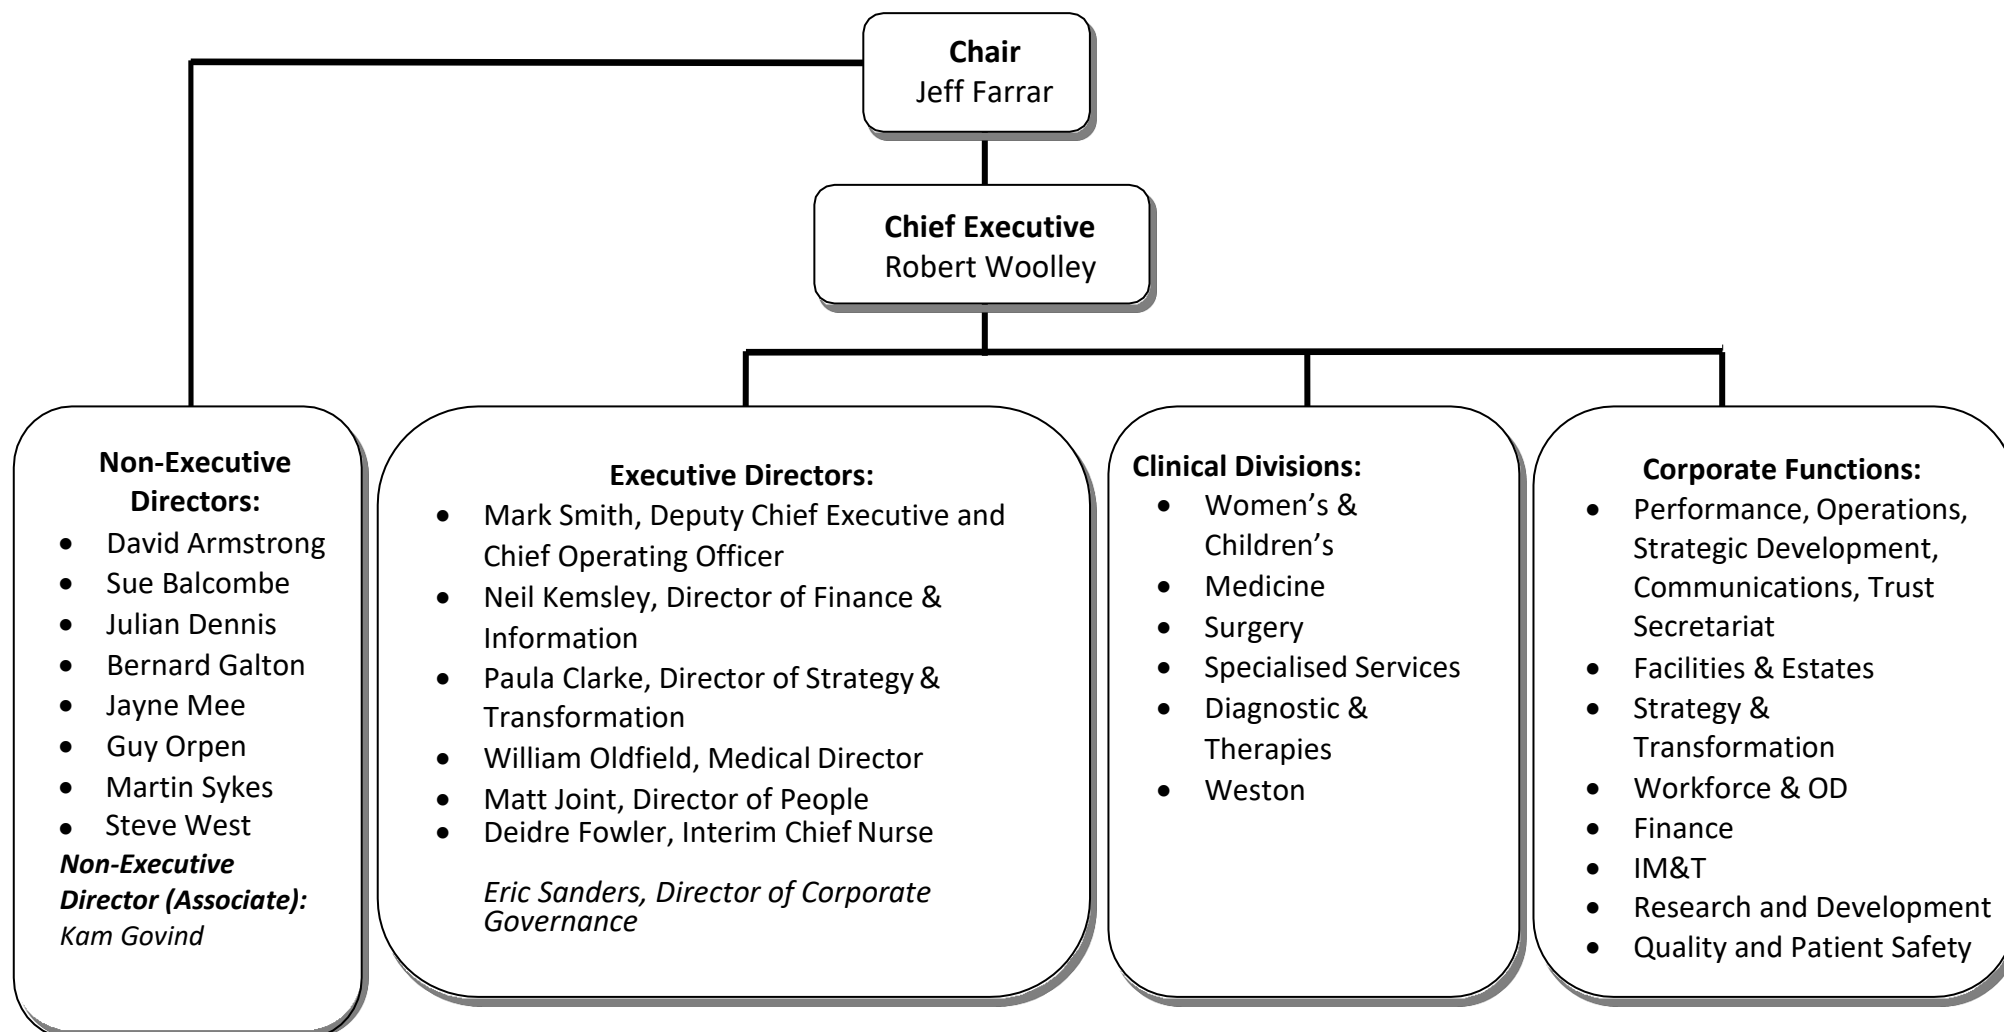 Chair
Jeff Farrar
Chief Executive
Robert Woolley
Non-Executive
Directors:
• David Armstrong
• Sue Balcombe
• Julian Dennis
• Bernard Galton
• Jayne Mee
• Guy Orpen
• Martin Sykes
• Steve West
Non-Executive
Director (Associate):
Kam Govind
Executive Directors:
• Mark Smith, Deputy Chief Executive and
Chief Operating Officer
• Neil Kemsley, Director of Finance &
Information
• Paula Clarke, Director of Strategy &
Transformation
• William Oldfield, Medical Director
• Matt Joint, Director of People
• Deidre Fowler, Interim Chief Nurse
Eric Sanders, Director of Corporate
Governance
Clinical Divisions:
• Women’s &
Children’s
• Medicine
• Surgery
• Specialised Services
• Diagnostic &
Therapies
• Weston
Corporate Functions:
• Performance, Operations,
Strategic Development,
Communications, Trust
Secretariat
• Facilities & Estates
• Strategy &
Transformation
• Workforce & OD
• Finance
• IM&T
• Research and Development
• Quality and Patient Safety